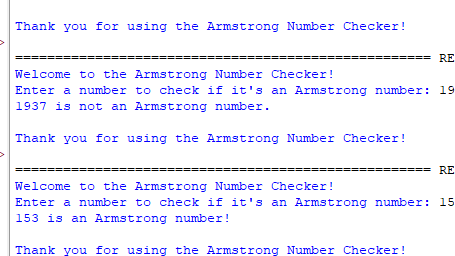 Thank you for using the Armstrong Number Checker!
>
===================================================== RE
Welcome to the Armstrong Number Checker!
Enter a number to check if it's an Armstrong number: 19
1937 is not an Armstrong number.
Thank you for using the Armstrong Number Checker!
>
===================================================== RE
Welcome to the Armstrong Number Checker!
Enter a number to check if it's an Armstrong number: 15
153 is an Armstrong number!
Thank you for using the Armstrong Number Checker!